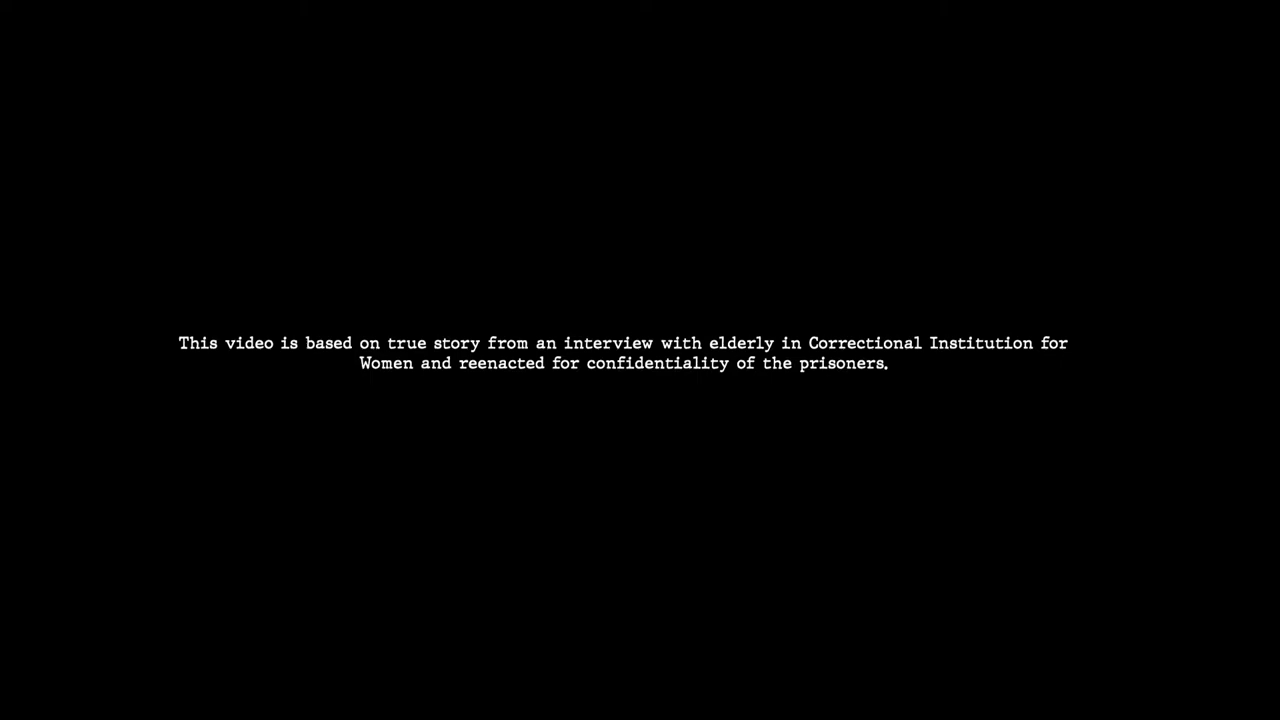 This video is based on true story from an interview with elderly in Correctional Institution for
Women and reenacted for confidentiality of the prisoners.